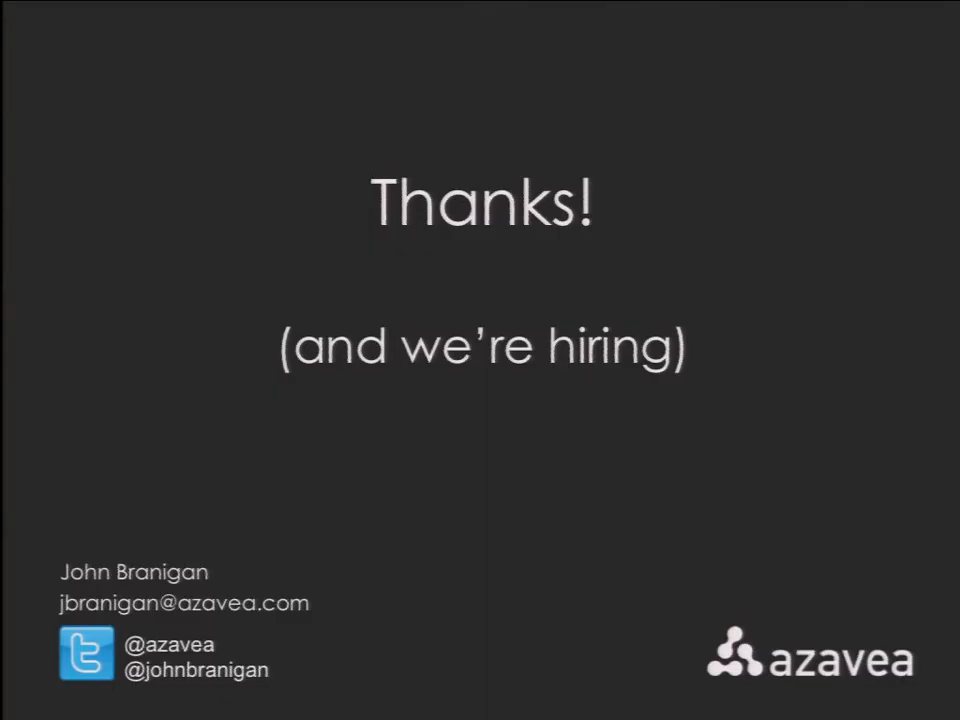 Thanks!
(and we’re hiring)
John Branigan
jbranigan@azavea.com
@azavea
@johnbranigan
azavea